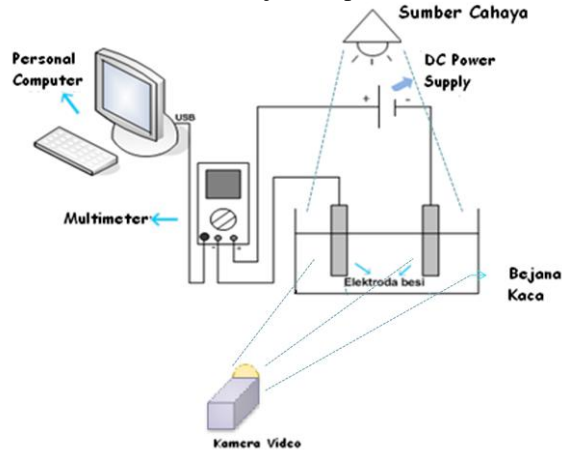 Sumber Cahaya
DC Power
Supply
Personal
Computer
USB
+
-
Multimeter
-
+
Elektroda besi
Bejana
Kaca
Kamera Video